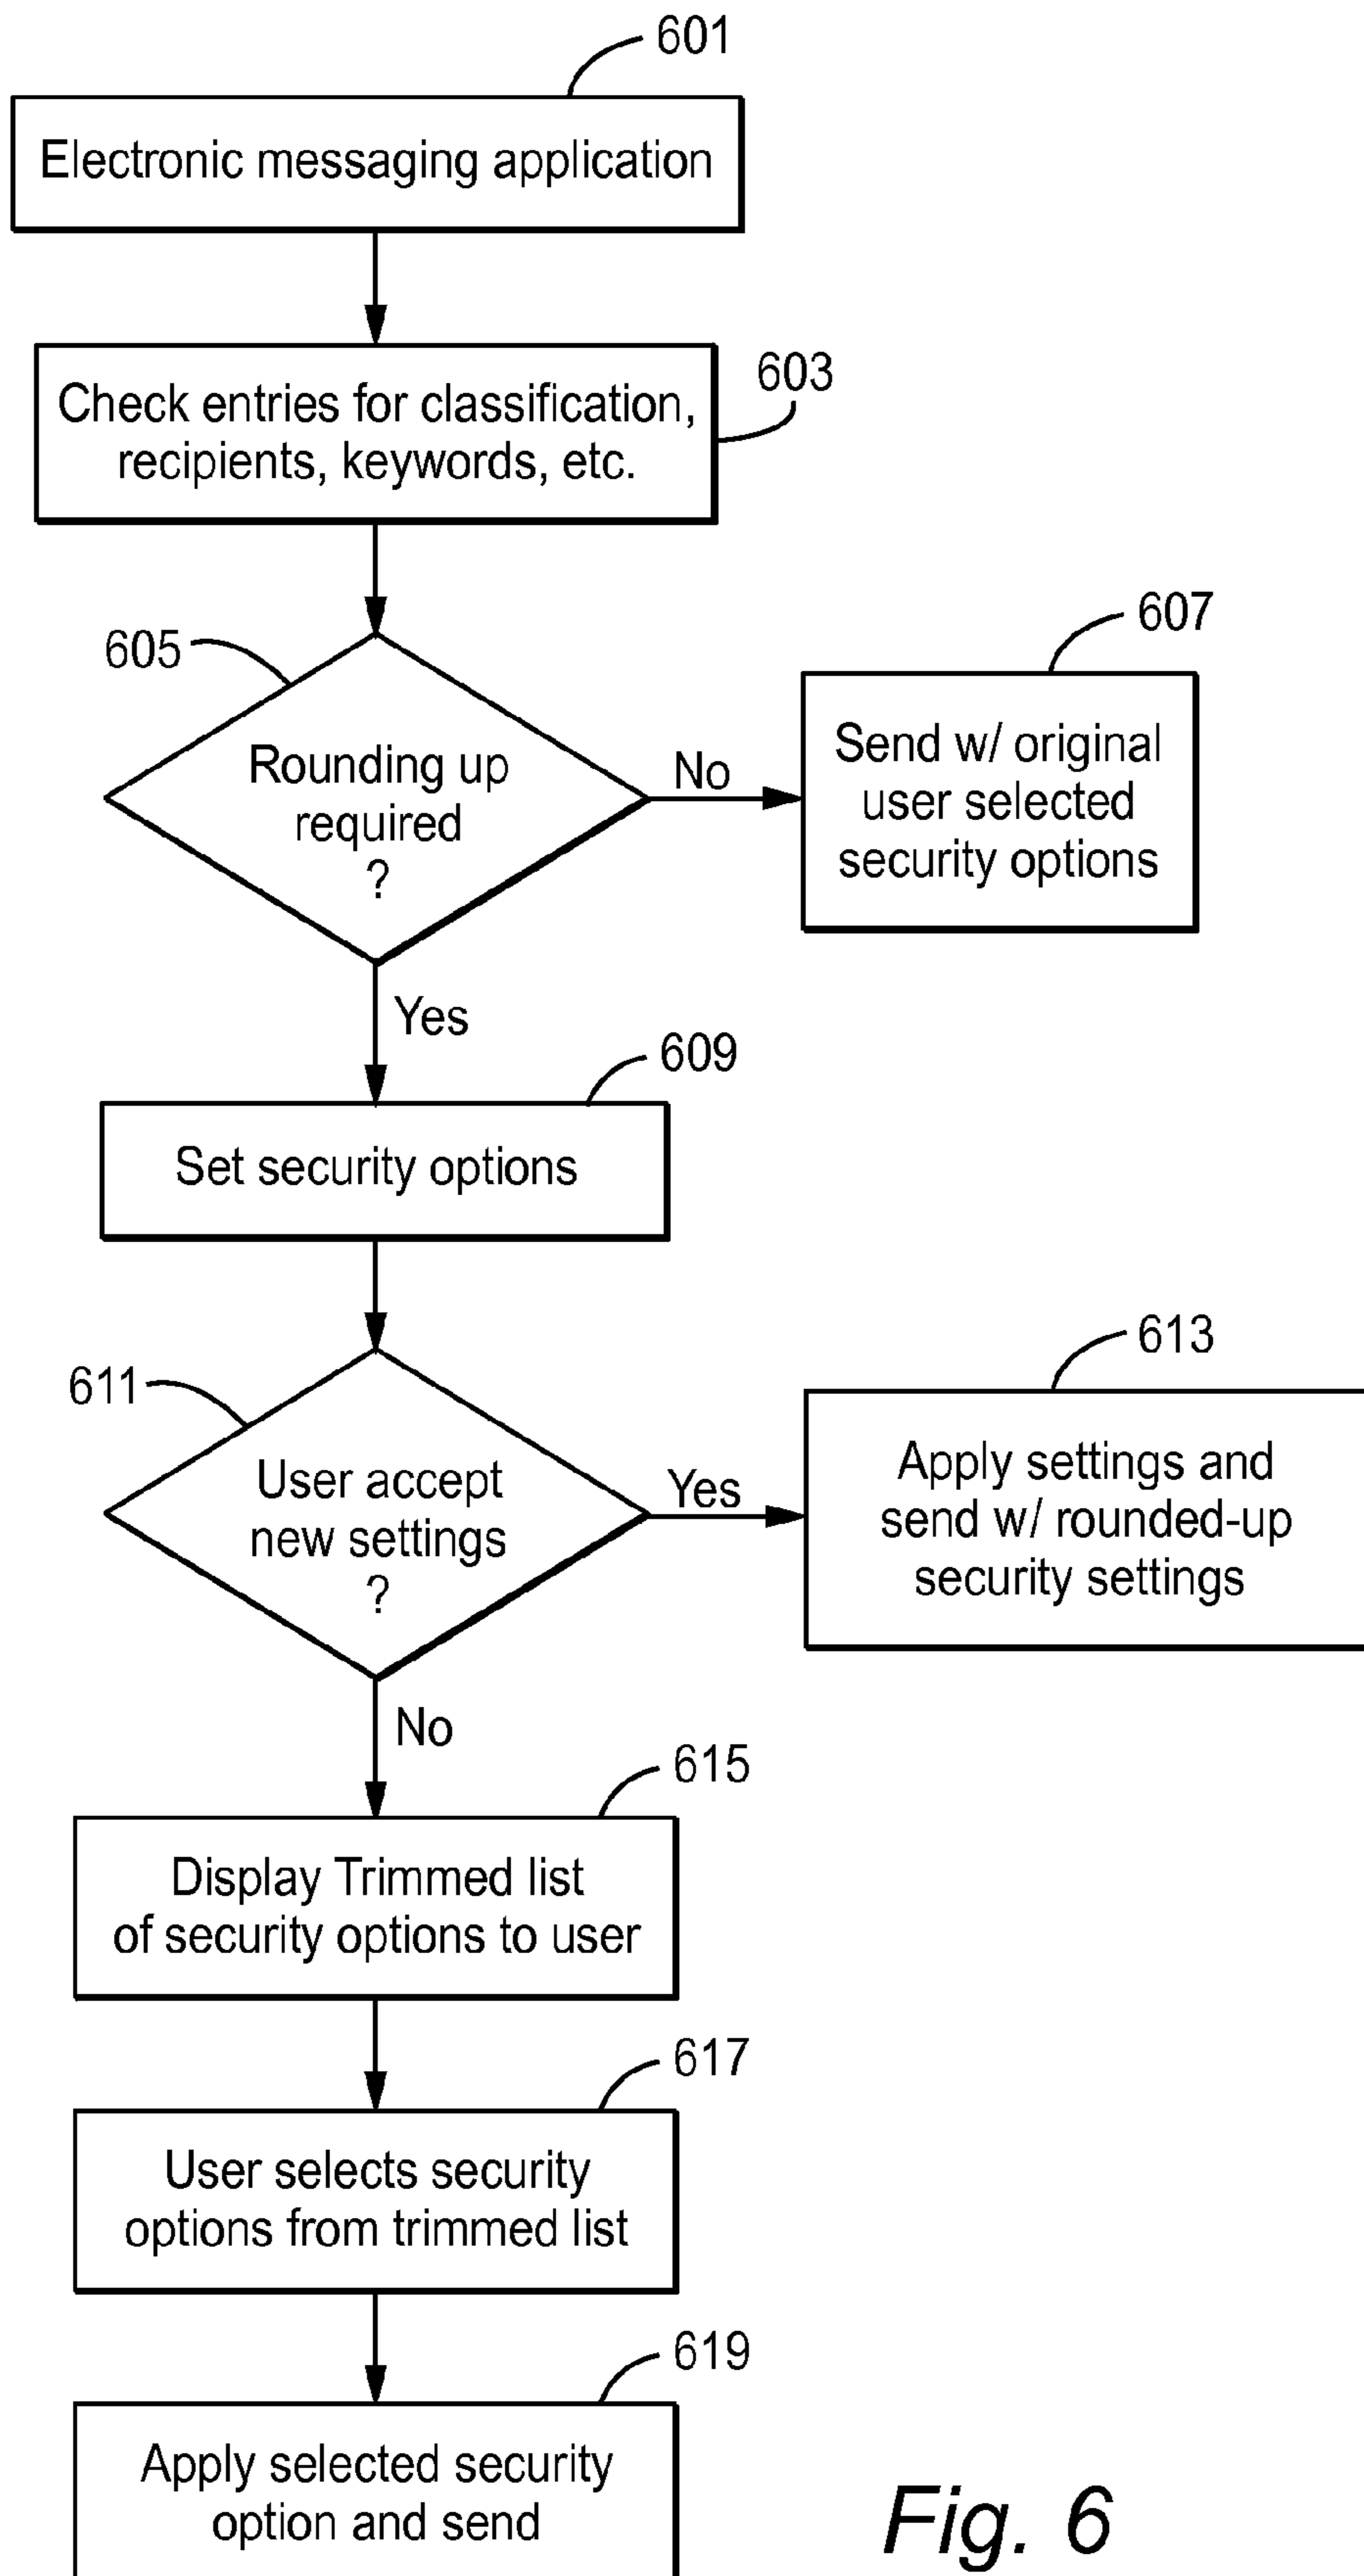 601
Electronic messaging application
Check entries for classification,
recipients, keywords, etc.
603
605
Rounding up
required
?
No
607
Send w/ original
user selected
security options
Yes
609
Set security options
611
User accept
new settings
?
Yes
613
Apply settings and
send w/ rounded-up
security settings
No
615
Display Trimmed list
of security options to user
617
User selects security
options from trimmed list
619
Apply selected security
option and send
Fig. 6